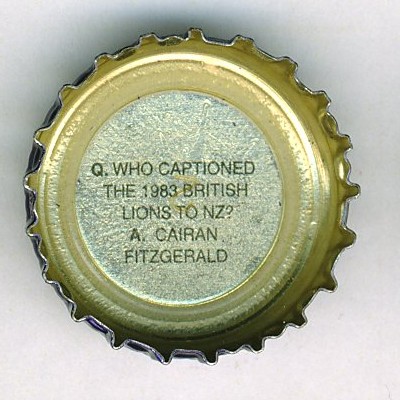 Q. WHO CAPTIONED
THE 1983 BRITISH
LIONS TO NZ?
A. CAIRAN
FITZGERALD